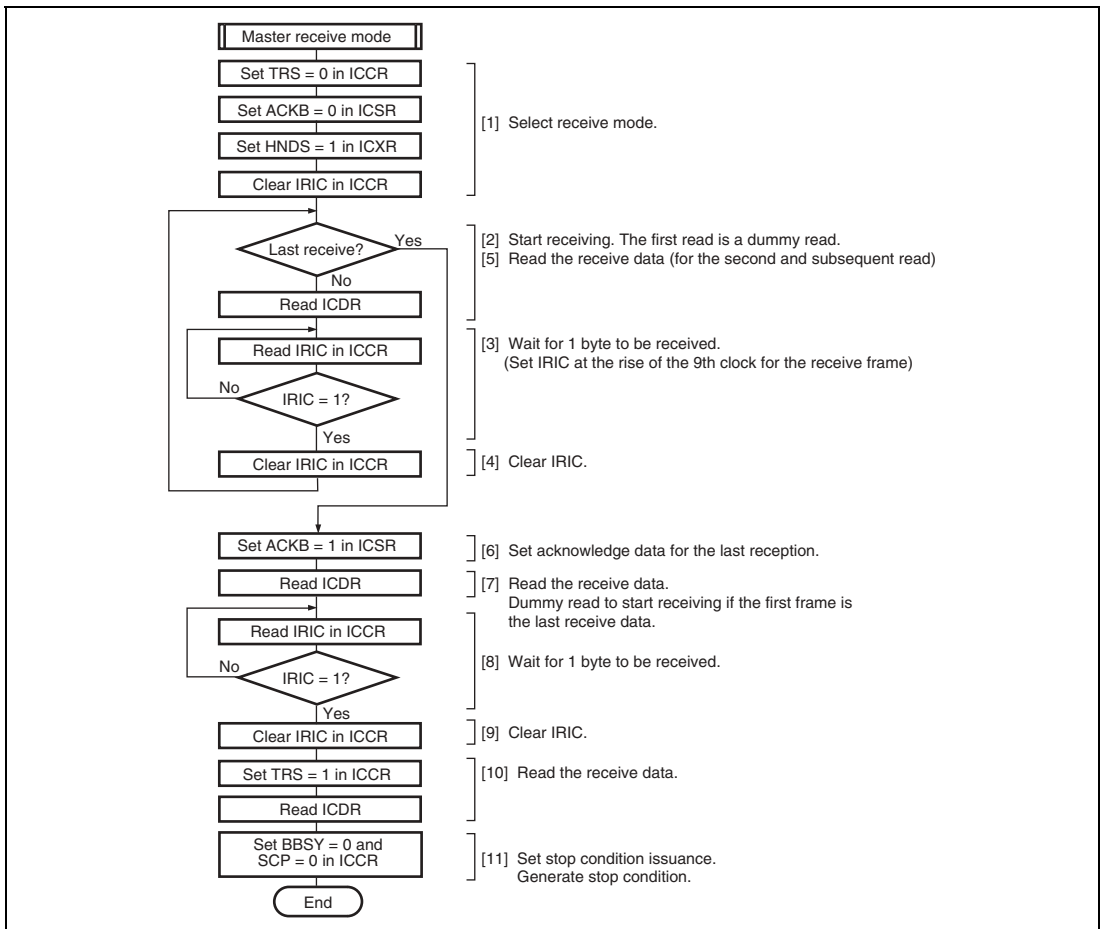 Master receive mode
Set TRS = 0 in ICCR
Set ACKB = 0 in ICSR
[1] Select receive mode.
Set HNDS = 1 in ICXR
Clear IRIC in ICCR
Last receive?
Yes
[2] Start receiving. The first read is a dummy read.
[5] Read the receive data (for the second and subsequent read)
No
Read ICDR
Read IRIC in ICCR
[3] Wait for 1 byte to be received.
(Set IRIC at the rise of the 9th clock for the receive frame)
No
IRIC = 1?
Yes
Clear IRIC in ICCR
[4] Clear IRIC.
Set ACKB = 1 in ICSR
[6] Set acknowledge data for the last reception.
Read ICDR
[7] Read the receive data.
Dummy read to start receiving if the first frame is
the last receive data.
Read IRIC in ICCR
[8] Wait for 1 byte to be received.
No
IRIC = 1?
Yes
Clear IRIC in ICCR
[9] Clear IRIC.
Set TRS = 1 in ICCR
[10] Read the receive data.
Read ICDR
Set BBSY = 0 and
SCP = 0 in ICCR
[11] Set stop condition issuance.
Generate stop condition.
End